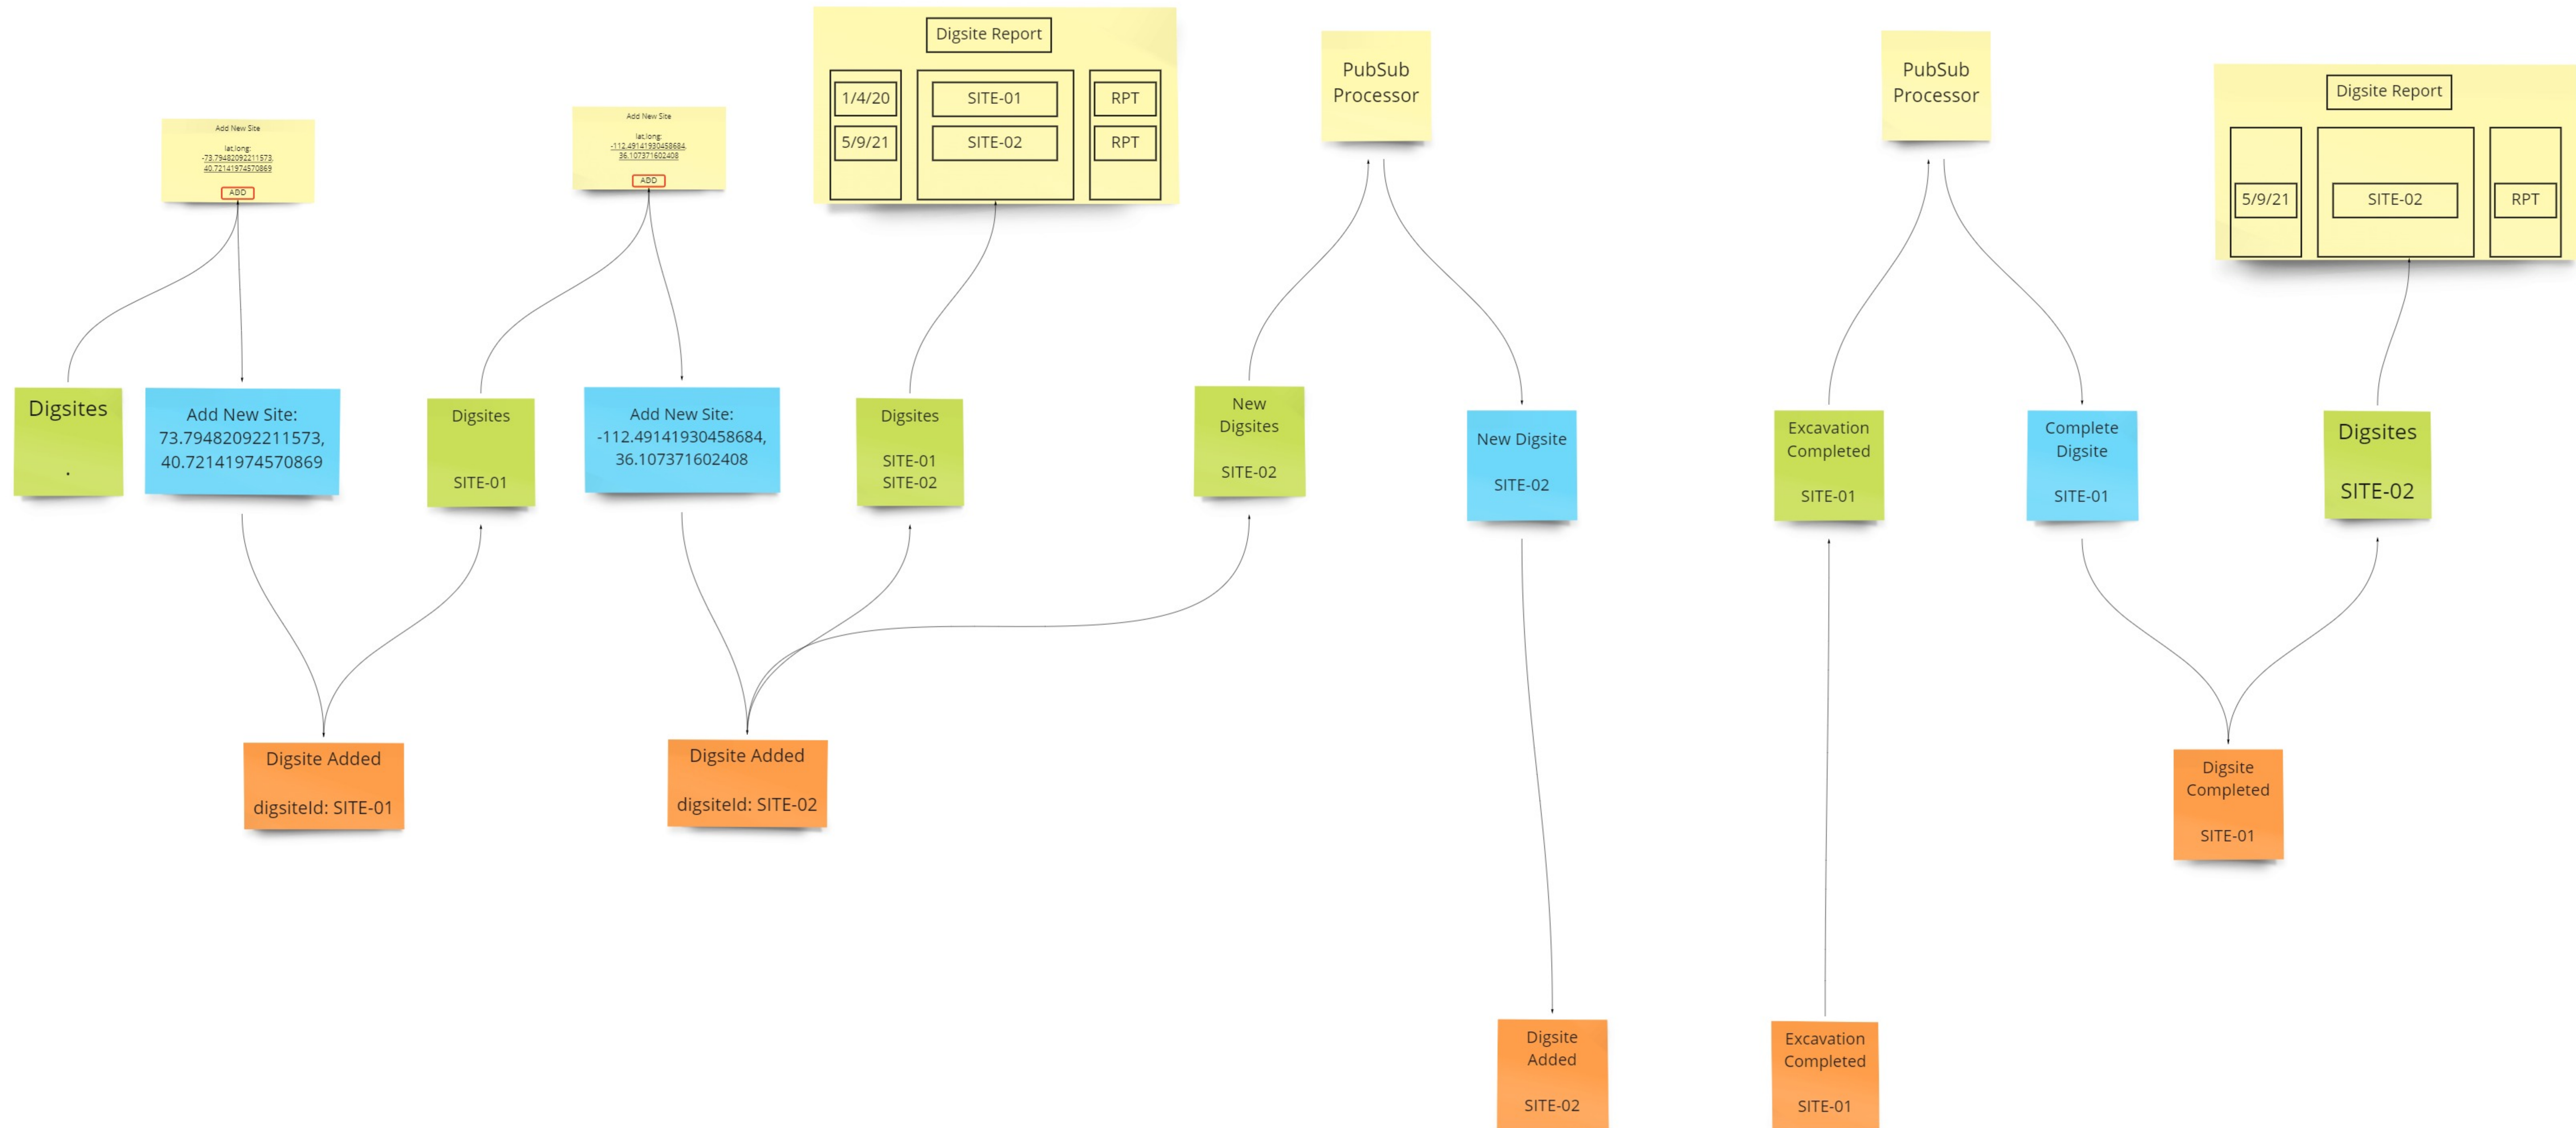 Add New Site
lat,long:
-73.79482092211573,
40.72141974570869
ADD
Add New Site
lat,long:
-112.49141930458684,
36.107371602408
ADD
Digsite Report
1/4/20
SITE-01
RPT
5/9/21
SITE-02
RPT
PubSub
Processor
PubSub
Processor
Digsite Report
5/9/21
SITE-02
RPT
Digsites
.
Add New Site:
73.79482092211573,
40.72141974570869
Digsites
SITE-01
Add New Site:
-112.49141930458684,
36.107371602408
Digsites
SITE-01
SITE-02
New
Digsites
SITE-02
New Digsite
SITE-02
Excavation
Completed
SITE-01
Complete
Digsite
SITE-01
Digsites
SITE-02
Digsite Added
digsiteId: SITE-01
Digsite Added
digsiteId: SITE-02
Digsite
Completed
SITE-01
Digsite
Added
SITE-02
Excavation
Completed
SITE-01